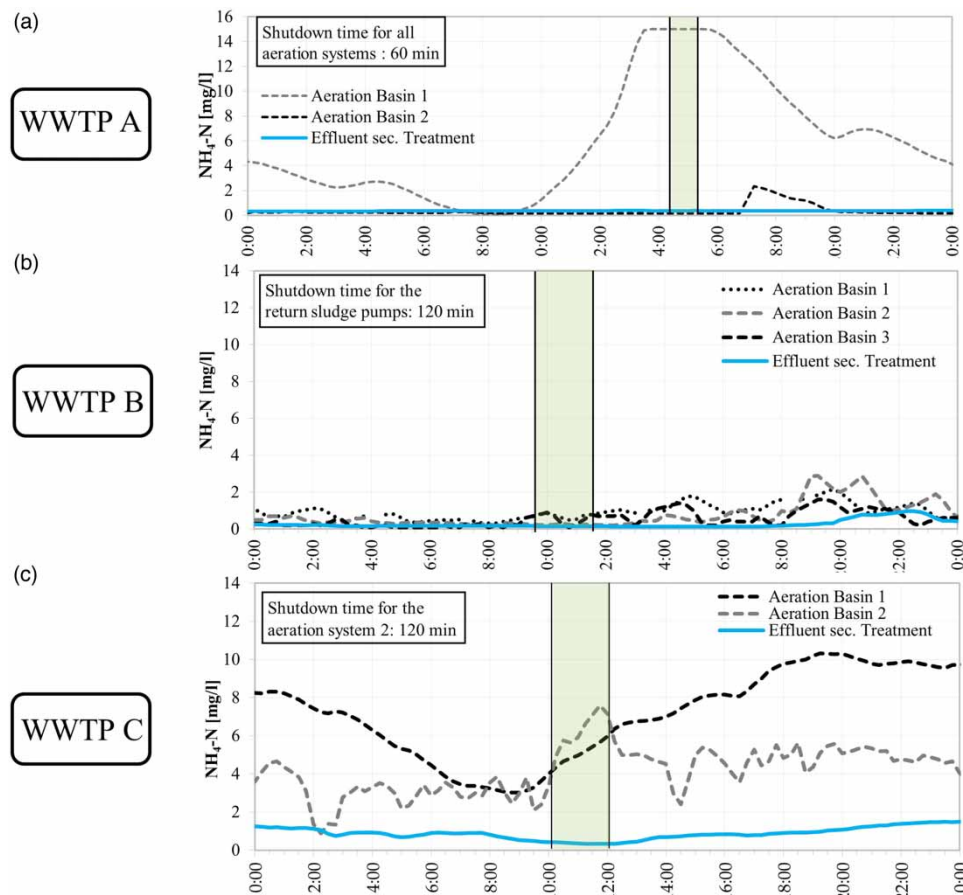 (a)
WWTP A
NH₄-N [mg/l]
16
14
12
10
8
6
4
2
0
Shutdown time for all
aeration systems : 60 min
Aeration Basin 1
Aeration Basin 2
Effluent sec. Treatment
0:00 2:00 4:00 6:00 8:00 0:00 2:00 4:00 6:00 8:00 0:00 2:00 0:00
(b)
WWTP B
NH₄-N [mg/l]
14
12
10
8
6
4
2
0
Shutdown time for the
return sludge pumps: 120 min
Aeration Basin 1
Aeration Basin 2
Aeration Basin 3
Effluent sec. Treatment
0:00 2:00 4:00 6:00 8:00 0:00 2:00 4:00 6:00 8:00 0:00 2:00 0:00
(c)
WWTP C
NH₄-N [mg/l]
14
12
10
8
6
4
2
0
Shutdown time for the
aeration system 2: 120 min
Aeration Basin 1
Aeration Basin 2
Effluent sec. Treatment
0:00 2:00 4:00 6:00 8:00 0:00 2:00 4:00 6:00 8:00 20:00 22:00 0:00